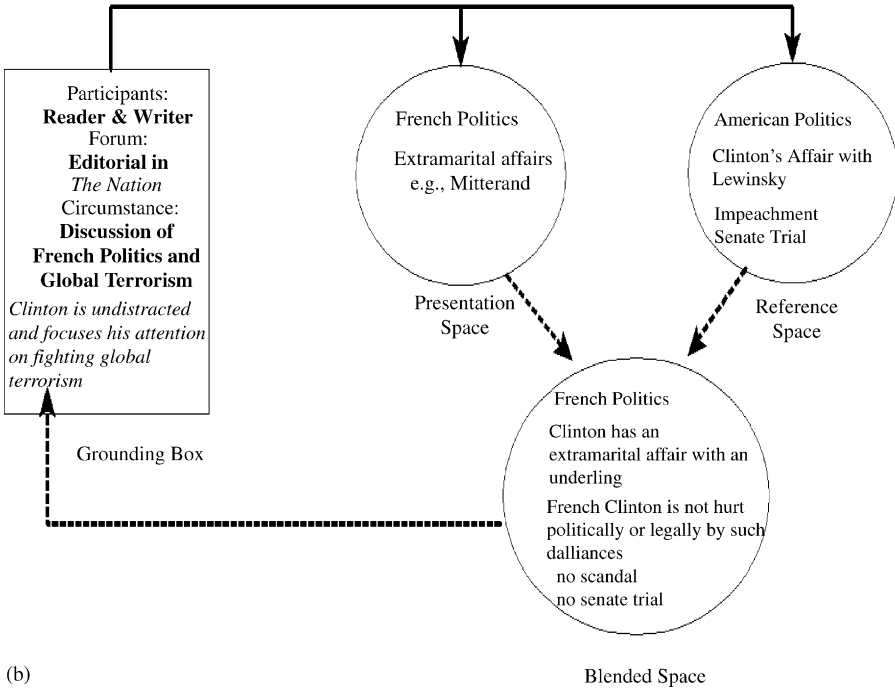 Participants:
Reader & Writer
Forum:
Editorial in
The Nation
Circumstance:
Discussion of
French Politics and
Global Terrorism
Clinton is undistracted
and focuses his attention
on fighting global
terrorism
Grounding Box
French Politics
Extramarital affairs
e.g., Mitterand
Presentation
Space
American Politics
Clinton's Affair with
Lewinsky
Impeachment
Senate Trial
Reference
Space
French Politics
Clinton has an
extramarital affair with an
underling
French Clinton is not hurt
politically or legally by such
dalliances
no scandal
no senate trial
Blended Space
(b)